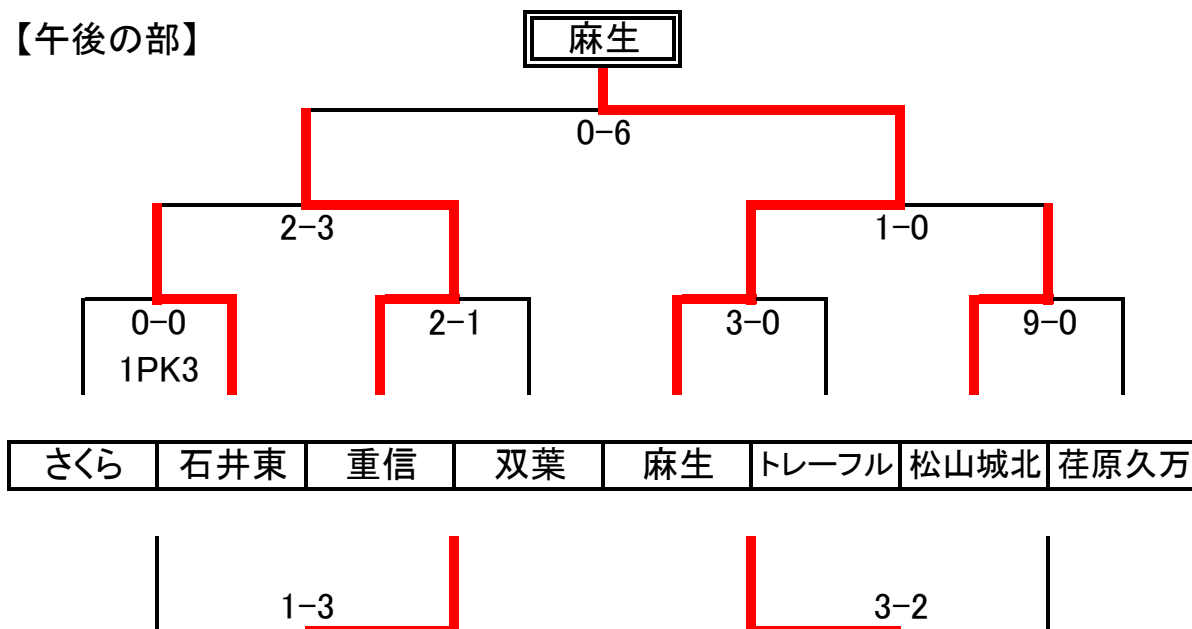 【午後の部】
麻生
0-6
2-3
1-0
0-0
2-1
3-0
9-0
1PK3
さくら 石井東 重信 双葉 麻生 トレーフル 松山城北 荏原久万
1-3
3-2